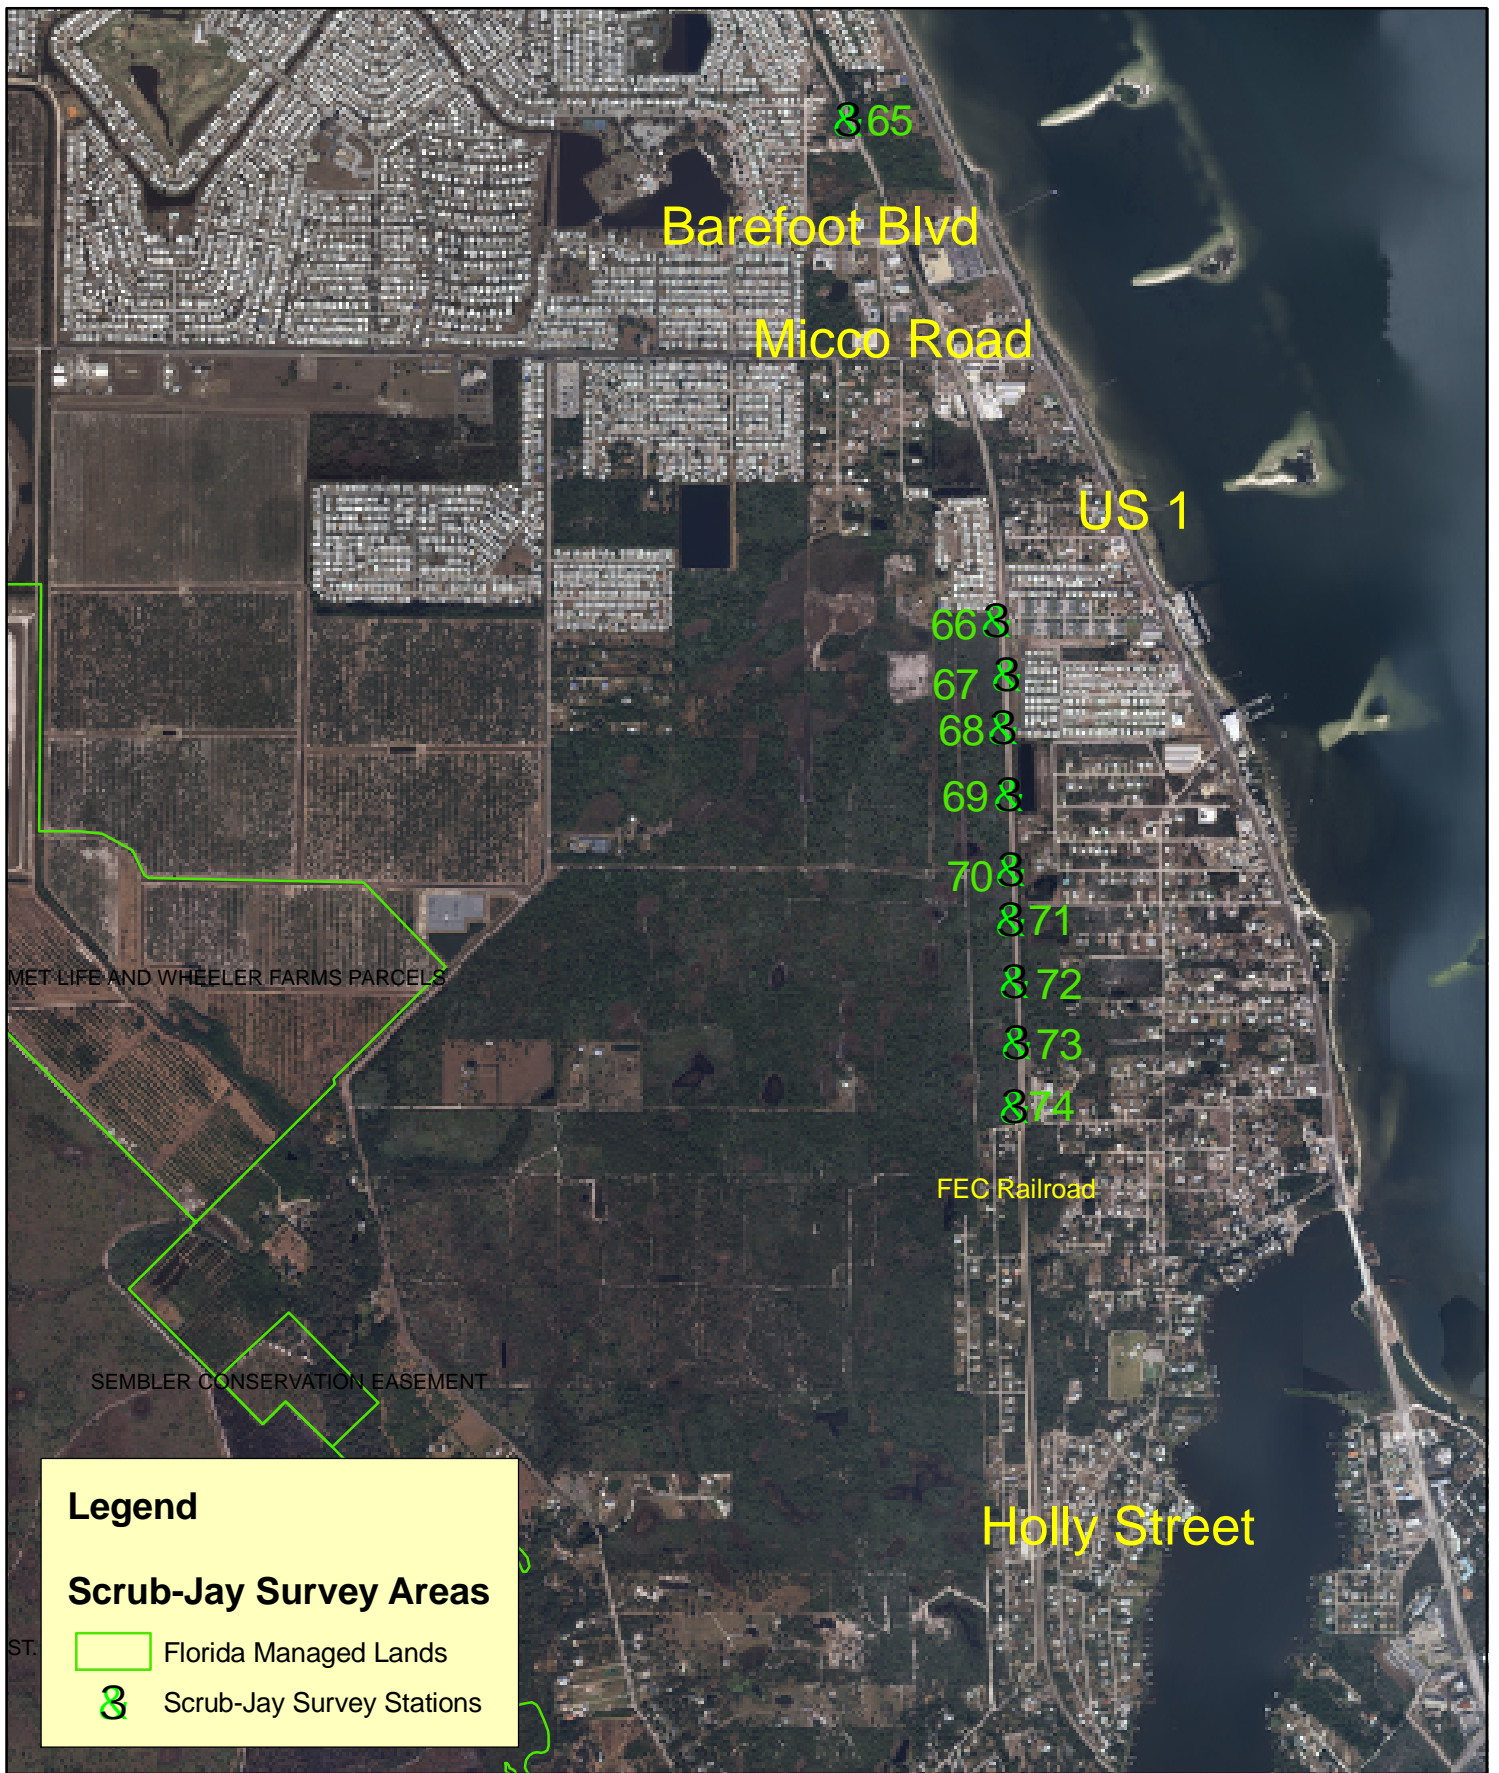 65
Barefoot Blvd
Micco Road
US 1
66
67
68
69
70
71
72
MET LIFE AND WHEELER FARMS PARCELS
73
74
FEC Railroad
SEMBLER CONSERVATION EASEMENT
Holly Street
Legend
Scrub-Jay Survey Areas
ST.
Florida Managed Lands
Scrub-Jay Survey Stations